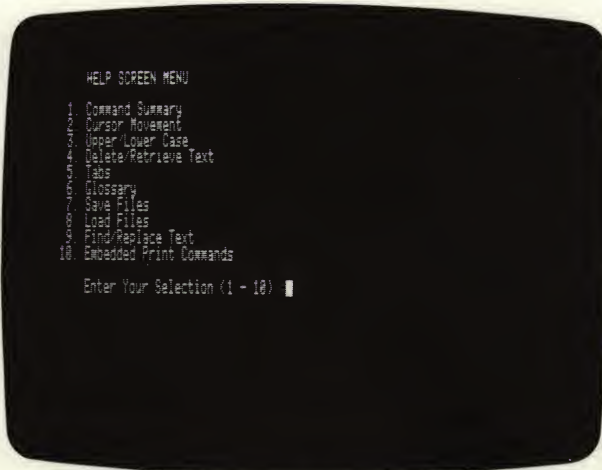 HELP SCREEN MENU
1. Command Summary
2. Cursor Movement
3. Upper/Lower Case
4. Delete/Retrieve Text
5. Tabs
6. Glossary
7. Save Files
8. Load Files
9. Find/Replace Text
10. Embedded Print Commands
Enter Your Selection (1 - 10)